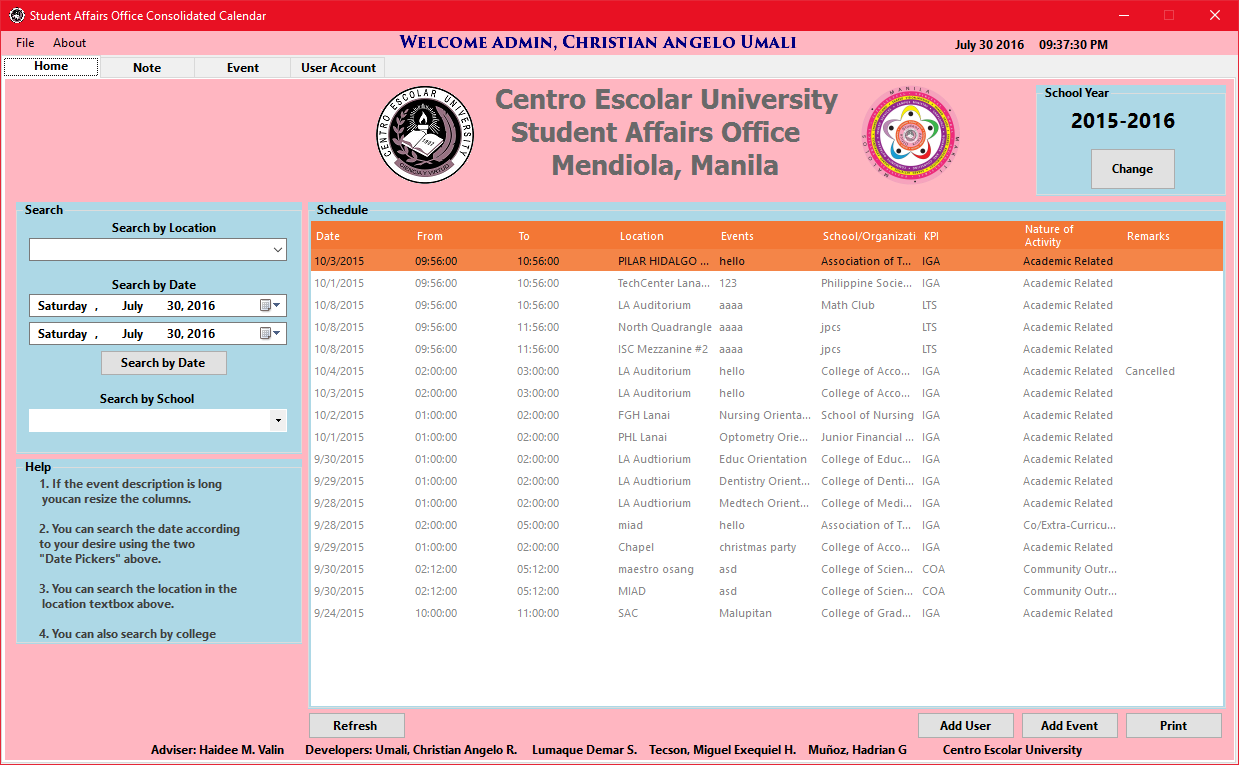 Student Affairs Office Consolidated Calendar
File About
Welcome admin, Christian angelo Umali
July 30 2016 09:37:30 PM
Home Note Event User Account
CENTRO ESCOLAR UNIVERSITY
1907
CIENCIA Y VIRTUD
Centro Escolar University
Student Affairs Office
Mendiola, Manila
MANILA
MAKATI
MALOLOS
School Year
2015-2016
Change
Search
Search by Location
Search by Date
Saturday , July 30, 2016
Saturday , July 30, 2016
Search by Date
Search by School
Help
1. If the event description is long
youcan resize the columns.
2. You can search the date according
to your desire using the two
"Date Pickers" above.
3. You can search the location in the
location textbox above.
4. You can also search by college
Schedule
Date From To Location Events School/Organizati KPI Nature of Activity Remarks
10/3/2015 09:56:00 10:56:00 PILAR HIDALGO ... hello Association of T... IGA Academic Related
10/1/2015 09:56:00 10:56:00 TechCenter Lana... 123 Philippine Socie... IGA Academic Related
10/8/2015 09:56:00 10:56:00 LA Auditorium aaaa Math Club LTS Academic Related
10/8/2015 09:56:00 11:56:00 North Quadrangle aaaa jpcs LTS Academic Related
10/8/2015 09:56:00 11:56:00 ISC Mezzanine #2 aaaa jpcs LTS Academic Related
10/4/2015 02:00:00 03:00:00 LA Auditorium hello College of Acco... IGA Academic Related Cancelled
10/3/2015 02:00:00 03:00:00 LA Auditorium hello College of Acco... IGA Academic Related
10/2/2015 01:00:00 02:00:00 FGH Lanai Nursing Orienta... School of Nursing IGA Academic Related
10/1/2015 01:00:00 02:00:00 PHL Lanai Optometry Orie... Junior Financial ... IGA Academic Related
9/30/2015 01:00:00 02:00:00 LA Audtiorium Educ Orientation College of Educ... IGA Academic Related
9/29/2015 01:00:00 02:00:00 LA Audtiorium Dentistry Orient... College of Denti... IGA Academic Related
9/28/2015 01:00:00 02:00:00 LA Audtiorium Medtech Orient... College of Medi... IGA Academic Related
9/28/2015 02:00:00 05:00:00 miad hello Association of T... IGA Co/Extra-Curricu...
9/29/2015 01:00:00 02:00:00 Chapel christmas party College of Acco... IGA Academic Related
9/30/2015 02:12:00 05:12:00 maestro osang asd College of Scien... COA Community Outr...
9/30/2015 02:12:00 05:12:00 MIAD asd College of Scien... COA Community Outr...
9/24/2015 10:00:00 11:00:00 SAC Malupitan College of Grad... IGA Academic Related
Refresh Add User Add Event Print
Adviser: Haidee M. Valin Developers: Umali, Christian Angelo R. Lumaque Demar S. Tecson, Miguel Exequiel H. Muñoz, Hadrian G Centro Escolar University